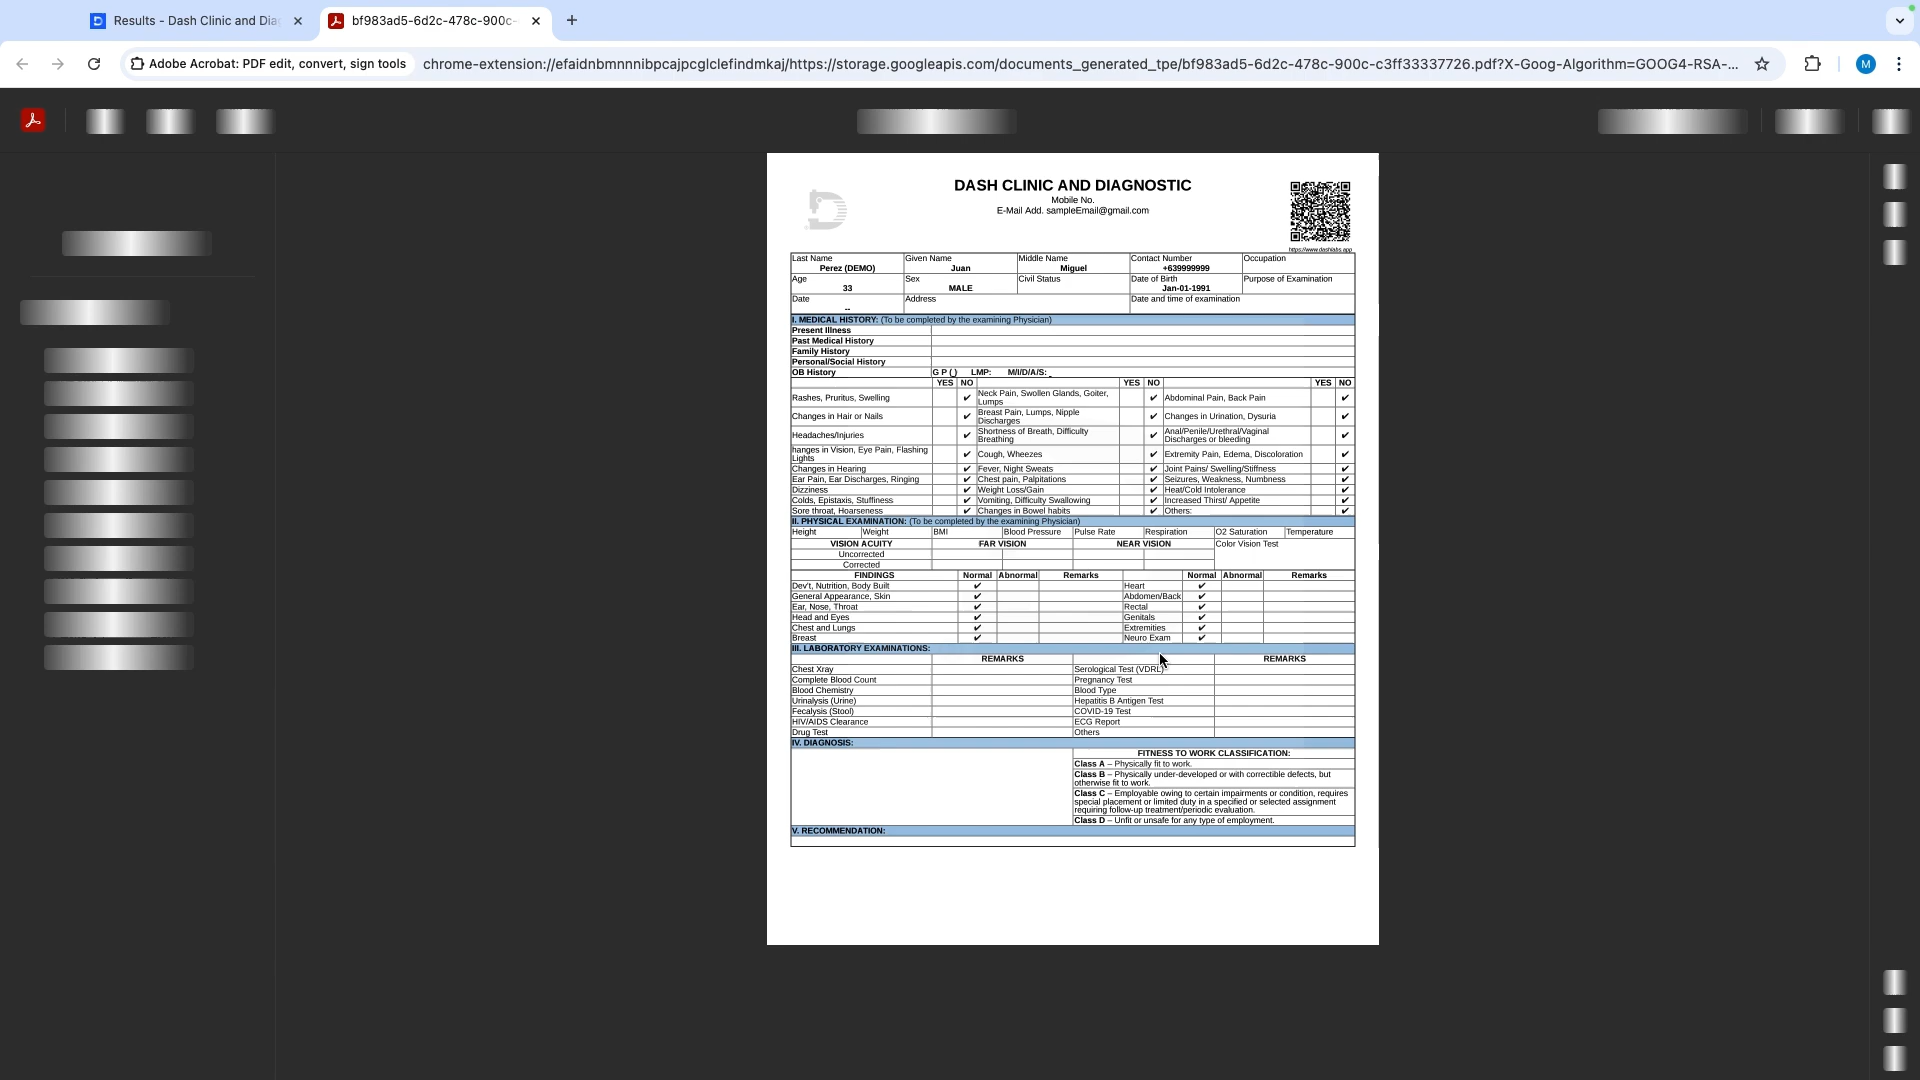 Results - Dash Clinic and Dia
bf983ad5-6d2c-478c-900c-
Adobe Acrobat: PDF edit, convert, sign tools
chrome-extension://efaidnbmnnnibpcajpcglclefindmkaj/https://storage.googleapis.com/documents_generated_tpe/bf983ad5-6d2c-478c-900c-c3ff33337726.pdf?X-Goog-Algorithm=GOOG4-RSA-...
M
DASH CLINIC AND DIAGNOSTIC
Mobile No.
E-Mail Add. sampleEmail@gmail.com
https://www.dashlabs.app
Last Name Given Name Middle Name Contact Number Occupation
Perez (DEMO) Juan Miguel +639999999
Age Sex Civil Status Date of Birth Purpose of Examination
33 MALE Jan-01-1991
Date Address Date and time of examination
--
I. MEDICAL HISTORY: (To be completed by the examining Physician)
Present Illness
Past Medical History
Family History
Personal/Social History
OB History G P ( ) LMP: M/I/D/A/S: _
YES NO YES NO YES NO
Rashes, Pruritus, Swelling ✔ Neck Pain, Swollen Glands, Goiter, Lumps ✔ Abdominal Pain, Back Pain ✔
Changes in Hair or Nails ✔ Breast Pain, Lumps, Nipple Discharges ✔ Changes in Urination, Dysuria ✔
Headaches/Injuries ✔ Shortness of Breath, Difficulty Breathing ✔ Anal/Penile/Urethral/Vaginal Discharges or bleeding ✔
hanges in Vision, Eye Pain, Flashing Lights ✔ Cough, Wheezes ✔ Extremity Pain, Edema, Discoloration ✔
Changes in Hearing ✔ Fever, Night Sweats ✔ Joint Pains/ Swelling/Stiffness ✔
Ear Pain, Ear Discharges, Ringing ✔ Chest pain, Palpitations ✔ Seizures, Weakness, Numbness ✔
Dizziness ✔ Weight Loss/Gain ✔ Heat/Cold Intolerance ✔
Colds, Epistaxis, Stuffiness ✔ Vomiting, Difficulty Swallowing ✔ Increased Thirst/ Appetite ✔
Sore throat, Hoarseness ✔ Changes in Bowel habits ✔ Others: ✔
II. PHYSICAL EXAMINATION: (To be completed by the examining Physician)
Height Weight BMI Blood Pressure Pulse Rate Respiration O2 Saturation Temperature
VISION ACUITY FAR VISION NEAR VISION Color Vision Test
Uncorrected
Corrected
FINDINGS Normal Abnormal Remarks Normal Abnormal Remarks
Dev't, Nutrition, Body Built ✔ Heart ✔
General Appearance, Skin ✔ Abdomen/Back ✔
Ear, Nose, Throat ✔ Rectal ✔
Head and Eyes ✔ Genitals ✔
Chest and Lungs ✔ Extremities ✔
Breast ✔ Neuro Exam ✔
III. LABORATORY EXAMINATIONS:
REMARKS REMARKS
Chest Xray Serological Test (VDRL)
Complete Blood Count Pregnancy Test
Blood Chemistry Blood Type
Urinalysis (Urine) Hepatitis B Antigen Test
Fecalysis (Stool) COVID-19 Test
HIV/AIDS Clearance ECG Report
Drug Test Others
IV. DIAGNOSIS:
FITNESS TO WORK CLASSIFICATION:
Class A – Physically fit to work.
Class B – Physically under-developed or with correctible defects, but
otherwise fit to work.
Class C – Employable owing to certain impairments or condition, requires
special placement or limited duty in a specified or selected assignment
requiring follow-up treatment/periodic evaluation.
Class D – Unfit or unsafe for any type of employment.
V. RECOMMENDATION: